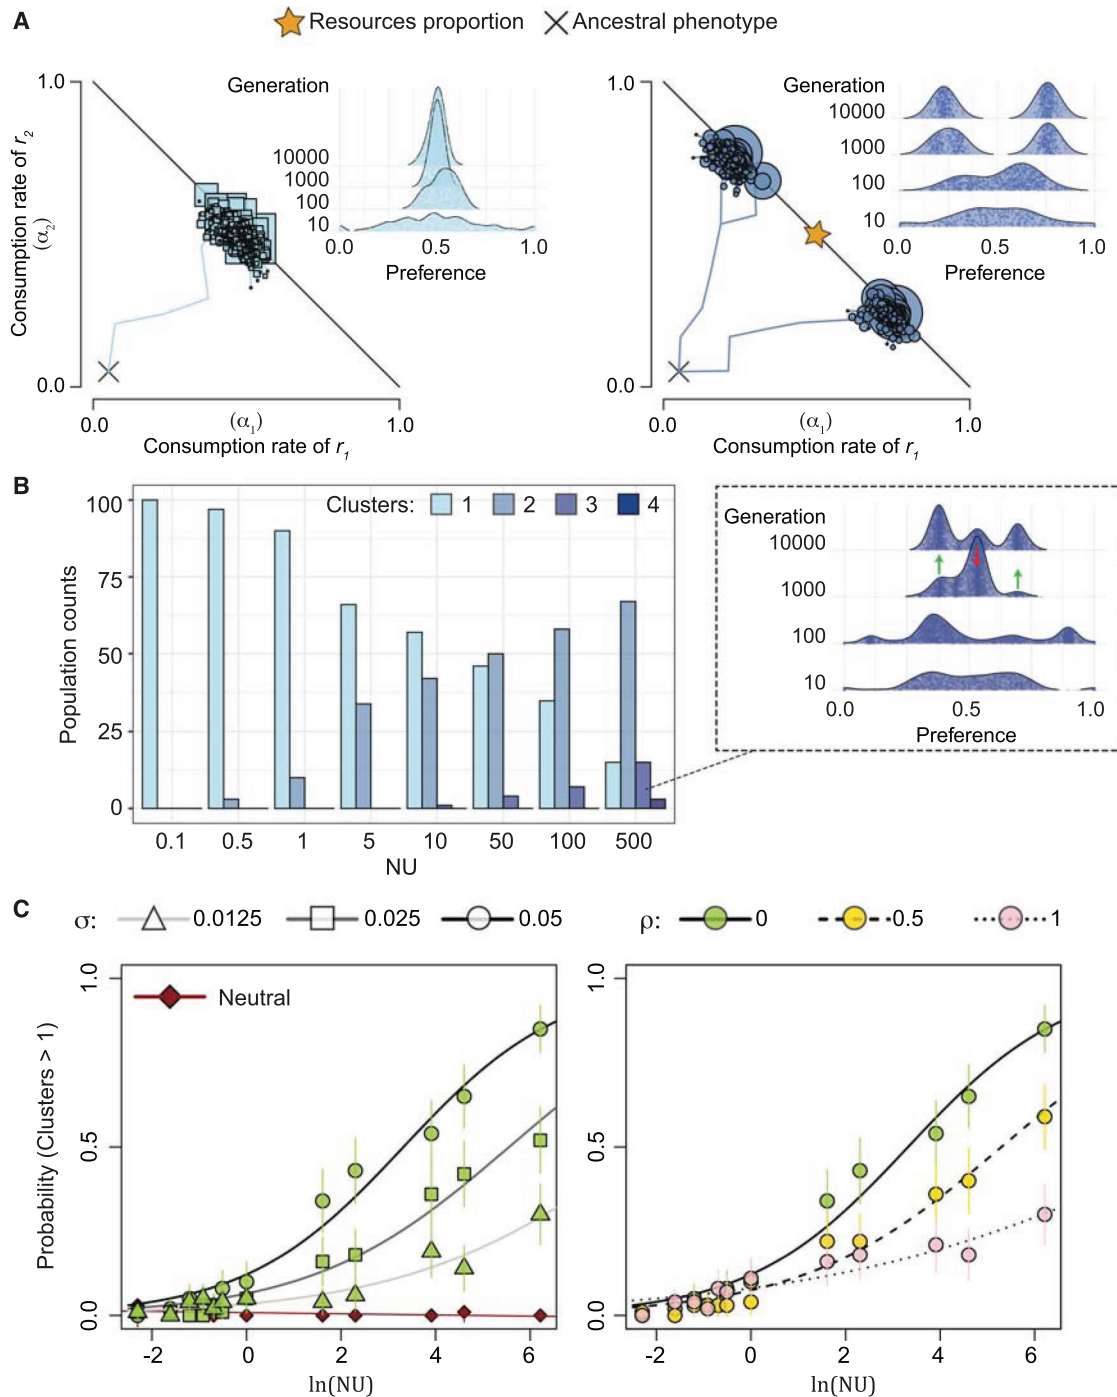 A
Resources proportion
Ancestral phenotype
1.0
0.0
Consumption rate of r2
(α2)
0.0
1.0
(α1)
Consumption rate of r1
Generation
10000
1000
100
10
0.0
0.5
1.0
Preference
1.0
0.0
0.0
1.0
(α1)
Consumption rate of r1
Generation
10000
1000
100
10
0.0
0.5
1.0
Preference
B
Population counts
100
75
50
25
0
Clusters: 1 2 3 4
0.1 0.5 1 5 10 50 100 500
NU
Generation
10000
1000
100
10
0.0 0.5 1.0
Preference
C
σ: 0.0125 0.025 0.05
ρ: 0 0.5 1
Probability (Clusters > 1)
1.0
0.5
0.0
Neutral
-2 0 2 4 6
ln(NU)
1.0
0.5
0.0
-2 0 2 4 6
ln(NU)